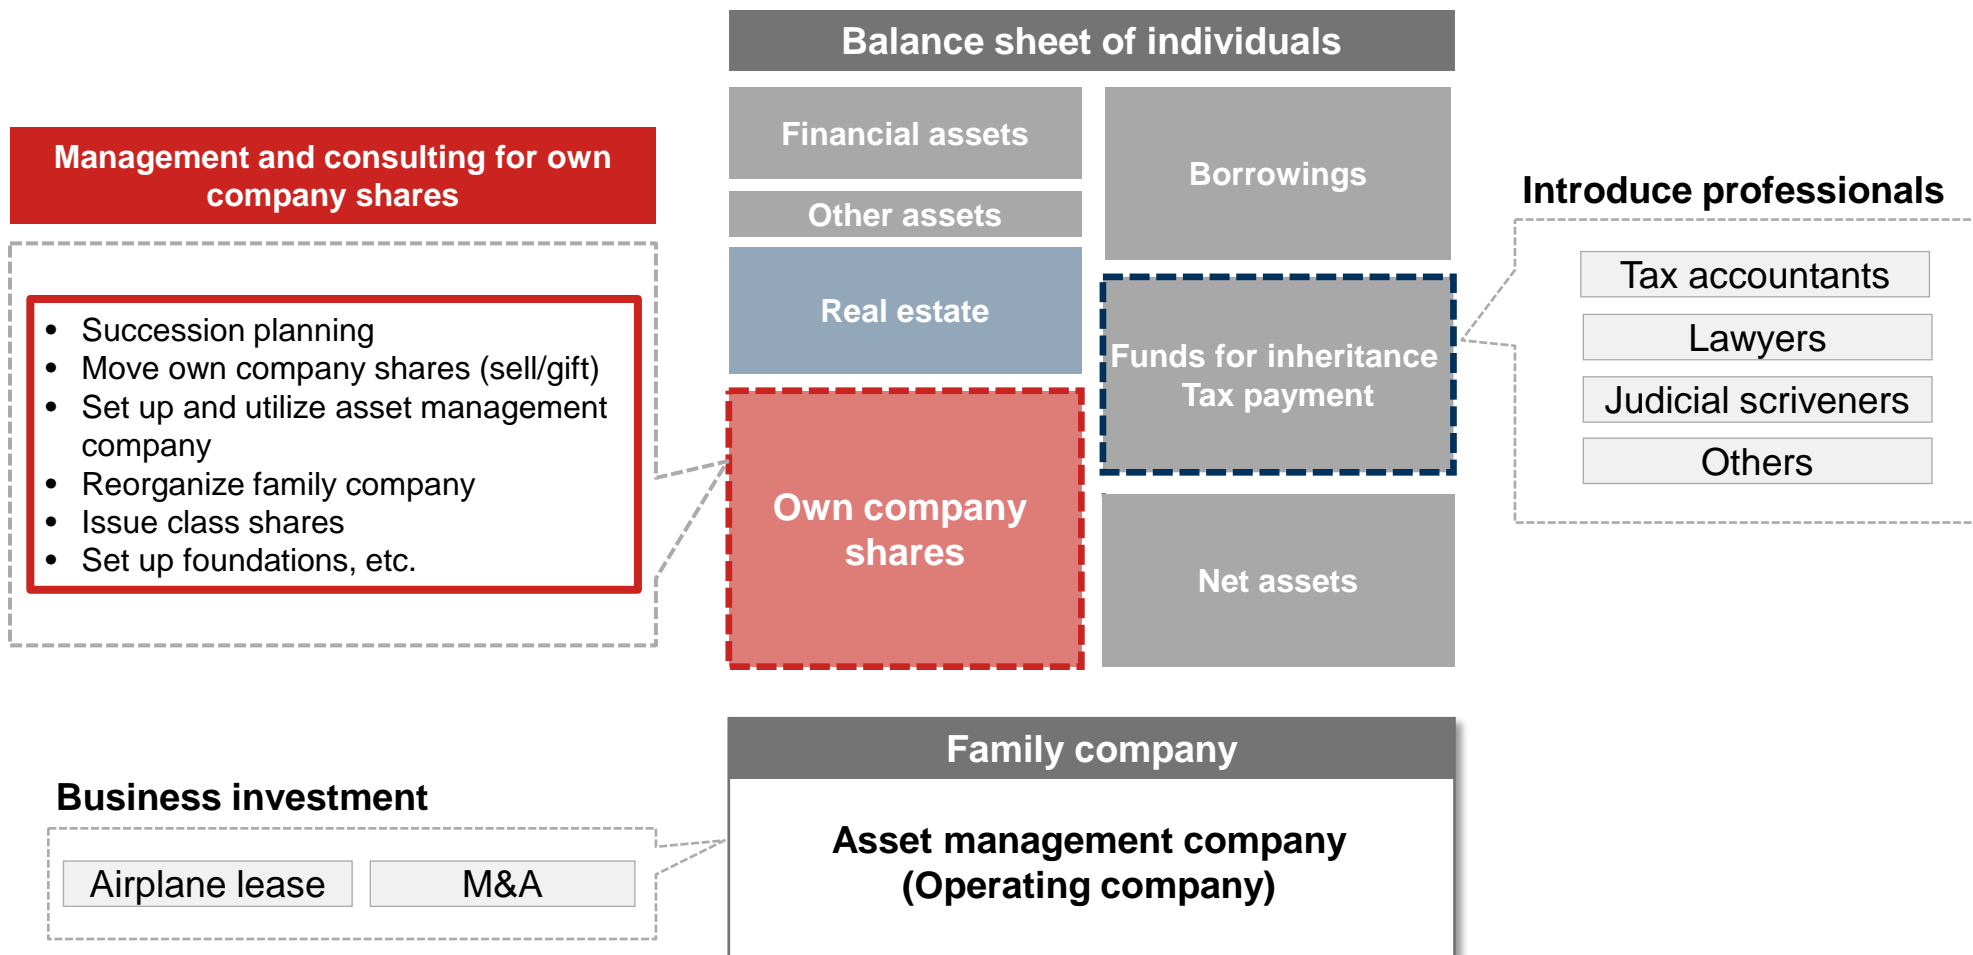 Balance sheet of individuals
Management and consulting for own
company shares
• Succession planning
• Move own company shares (sell/gift)
• Set up and utilize asset management
company
• Reorganize family company
• Issue class shares
• Set up foundations, etc.
Financial assets
Other assets
Real estate
Own company
shares
Borrowings
Funds for inheritance
Tax payment
Net assets
Introduce professionals
Tax accountants
Lawyers
Judicial scriveners
Others
Business investment
Airplane lease
M&A
Family company
Asset management company
(Operating company)